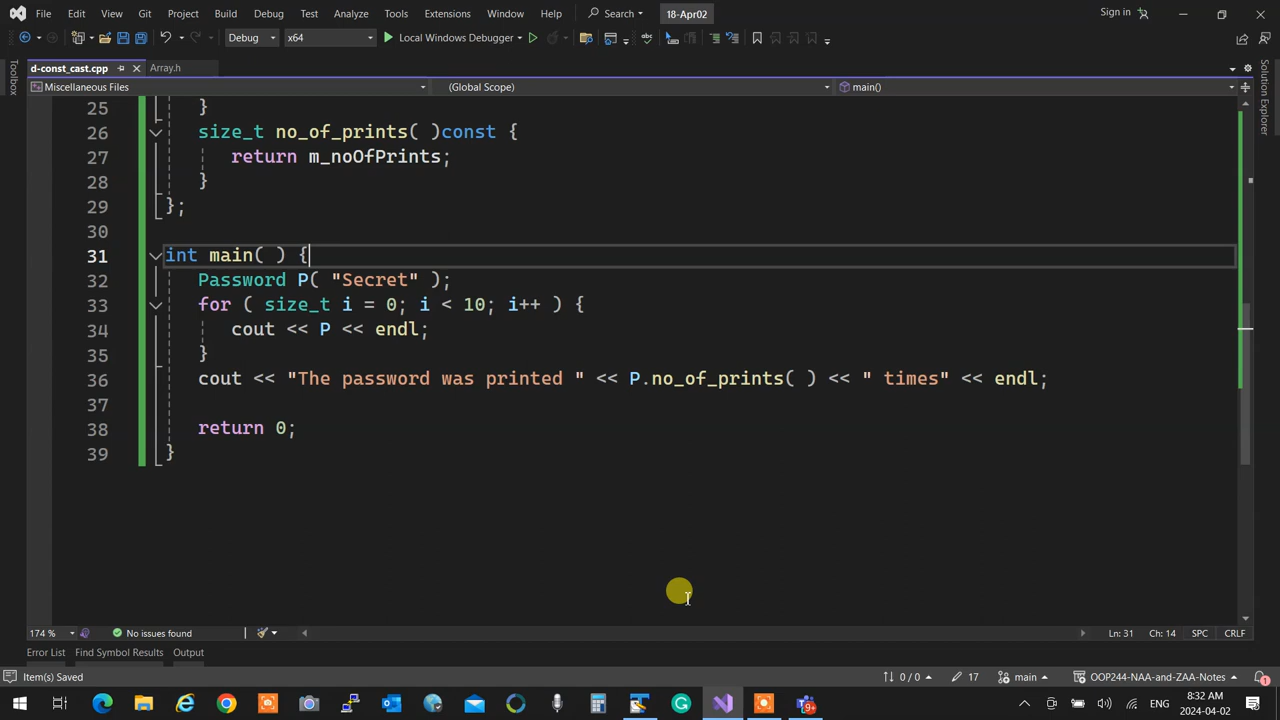 File Edit View Git Project Build Debug Test Analyze Tools Extensions Window Help Search 18-Apr02 Sign in
Debug x64 Local Windows Debugger
d-const_cast.cpp Array.h
Miscellaneous Files (Global Scope) main()
Toolbox
Solution Explorer
25 }
26 size_t no_of_prints( )const {
27 return m_noOfPrints;
28 }
29 };
30
31 int main( ) {
32 Password P( "Secret" );
33 for ( size_t i = 0; i < 10; i++ ) {
34 cout << P << endl;
35 }
36 cout << "The password was printed " << P.no_of_prints( ) << " times" << endl;
37
38 return 0;
39 }
174 % No issues found Ln: 31 Ch: 14 SPC CRLF
Error List Find Symbol Results Output
Item(s) Saved 0 / 0 17 main OOP244-NAA-and-ZAA-Notes 1
9+ ENG 8:32 AM
2024-04-02